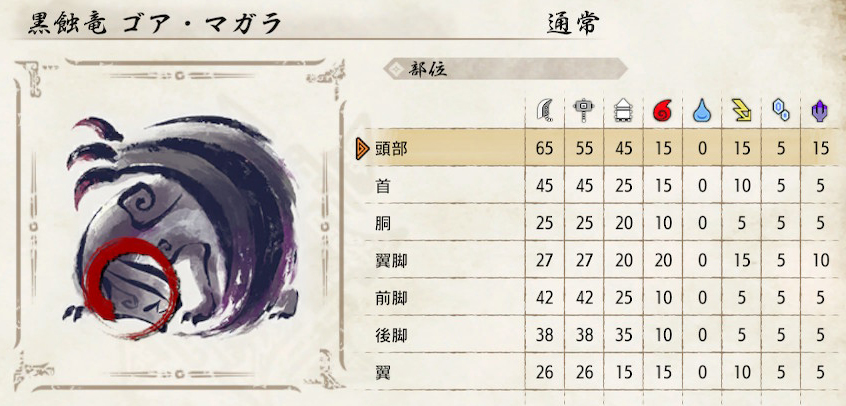 黒蝕竜 ゴア・マガラ 通常
部位
頭部 65 55 45 15 0 15 5 15
首 45 45 25 15 0 10 5 5
胴 25 25 20 10 0 5 5 5
翼脚 27 27 20 20 0 15 5 10
前脚 42 42 25 10 0 5 5 5
後脚 38 38 35 10 0 5 5 5
翼 26 26 15 15 0 10 5 5